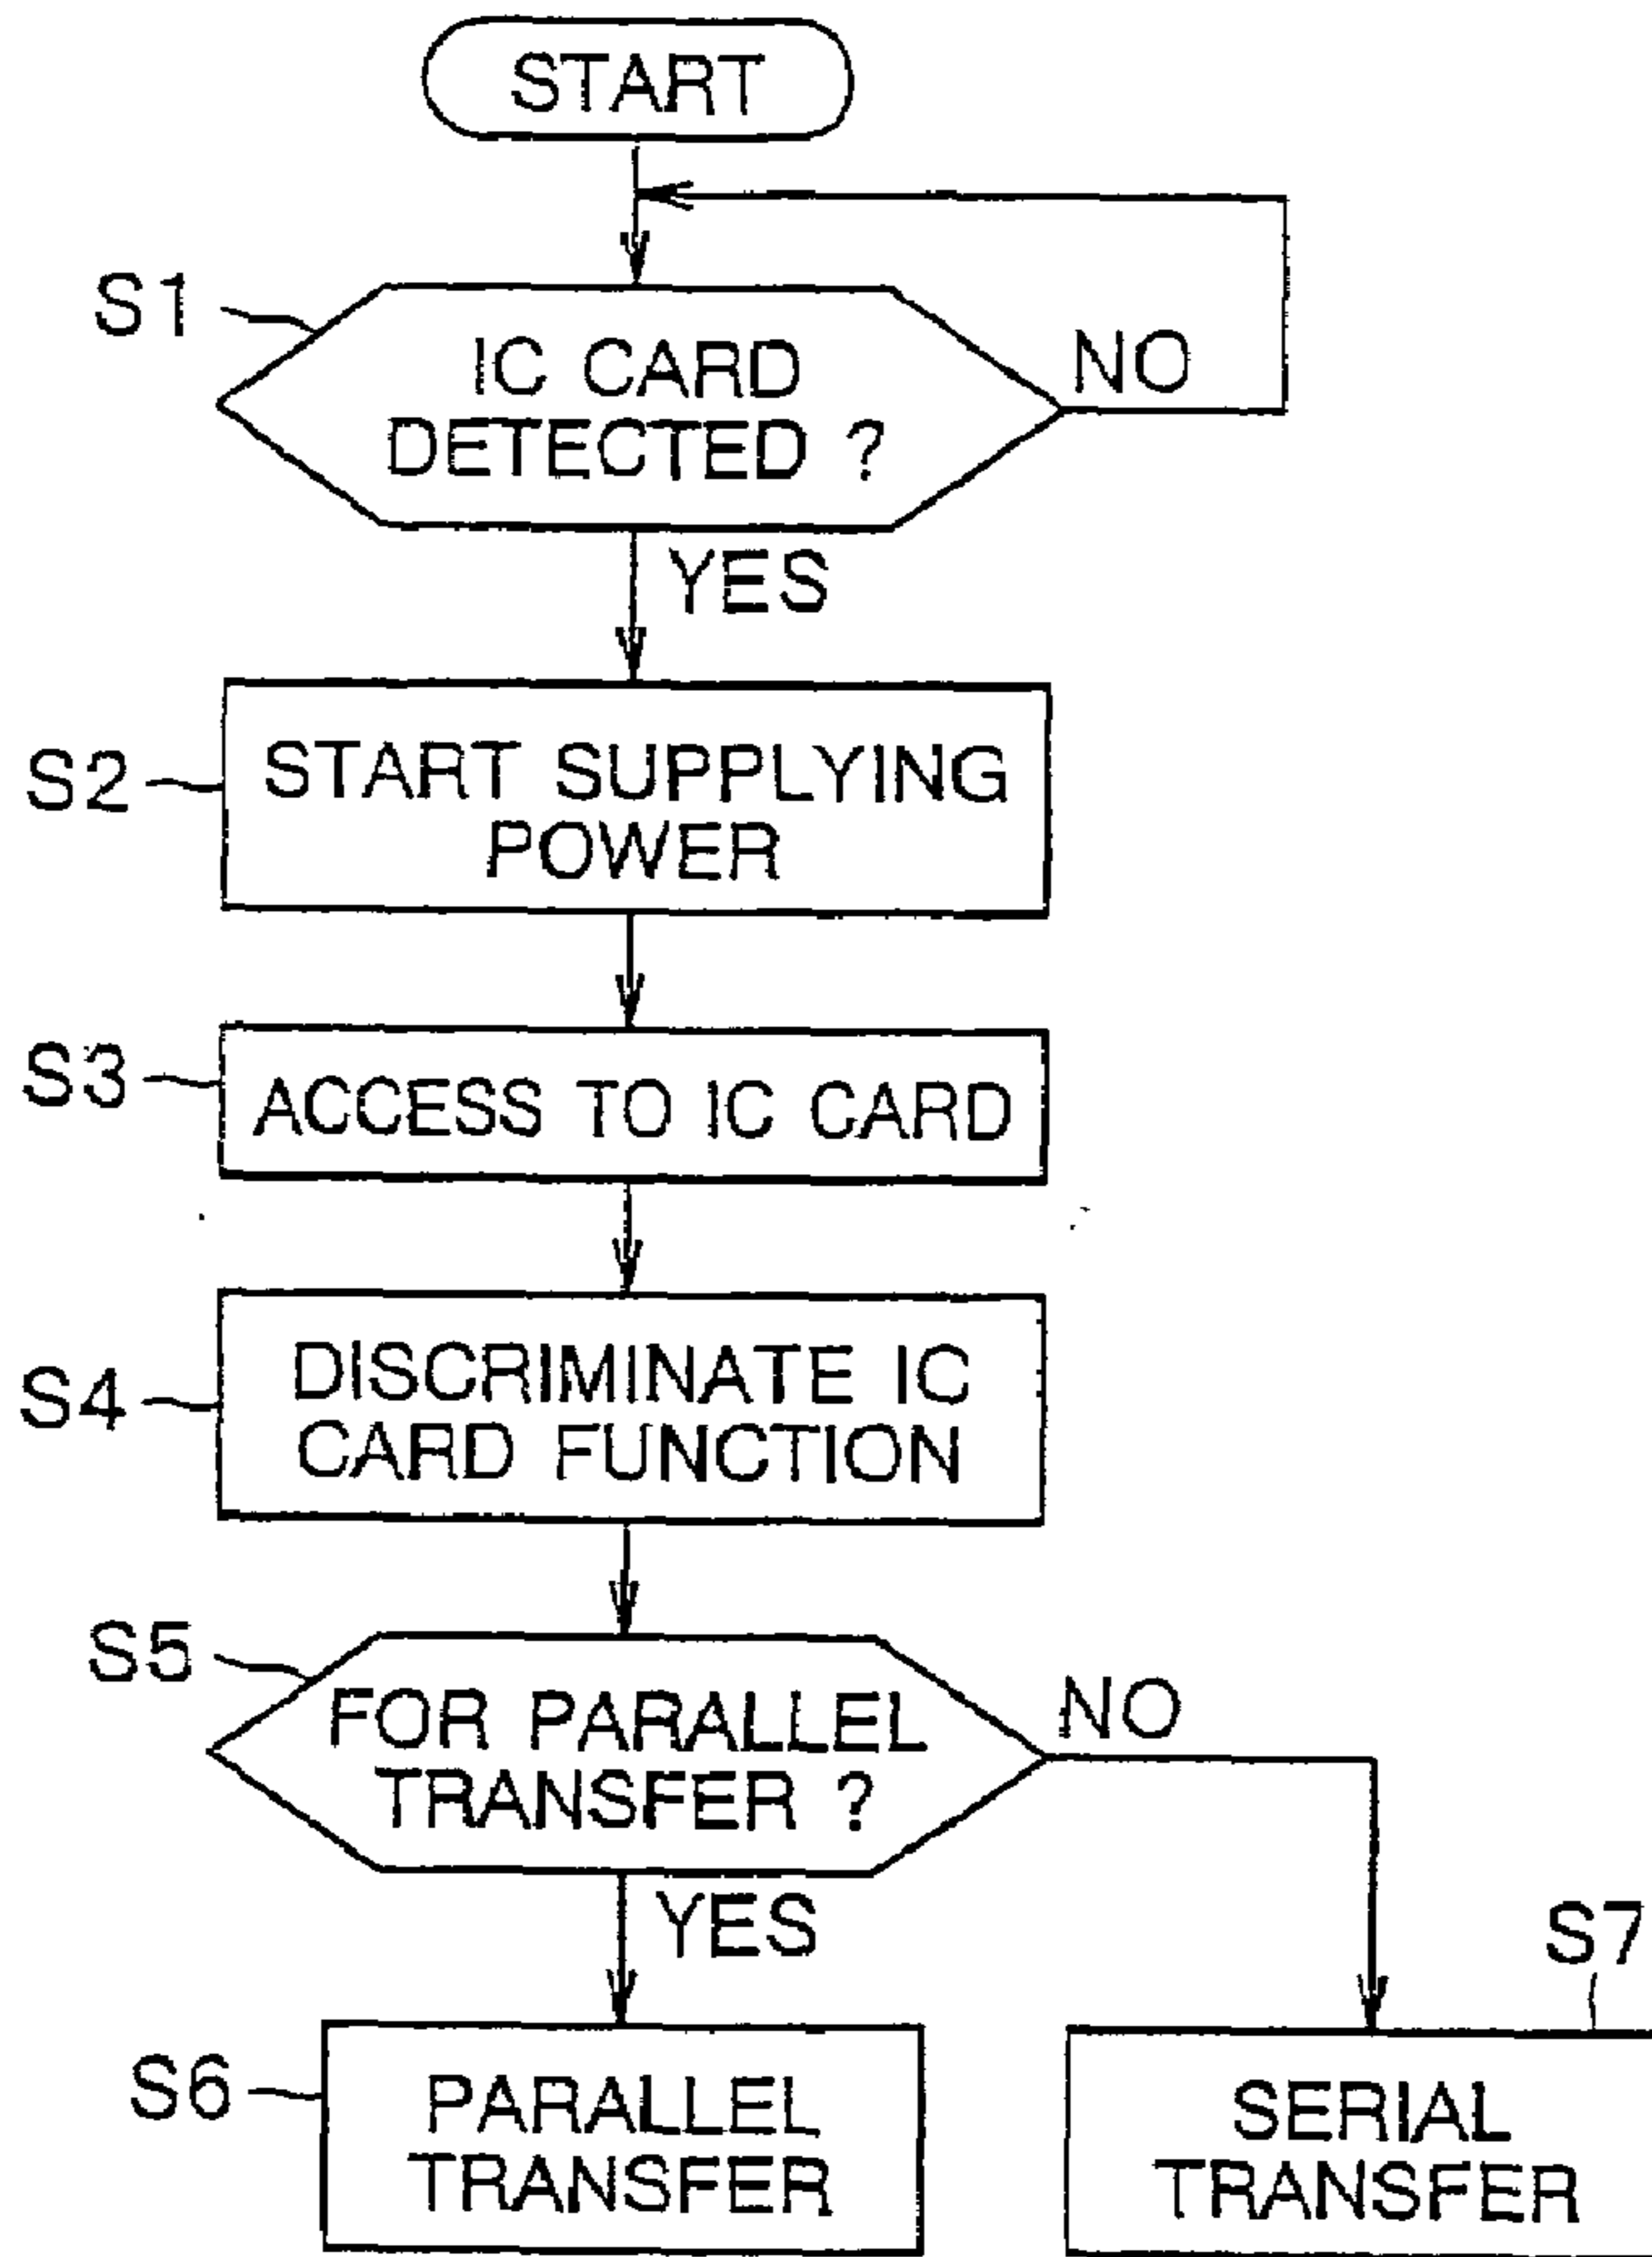 START
S1
IC CARD
DETECTED ?
NO
YES
S2
START SUPPLYING
POWER
S3
ACCESS TO IC CARD
S4
DISCRIMINATE IC
CARD FUNCTION
S5
FOR PARALLEL
TRANSFER ?
NO
YES
S6
PARALLEL
TRANSFER
S7
SERIAL
TRANSFER